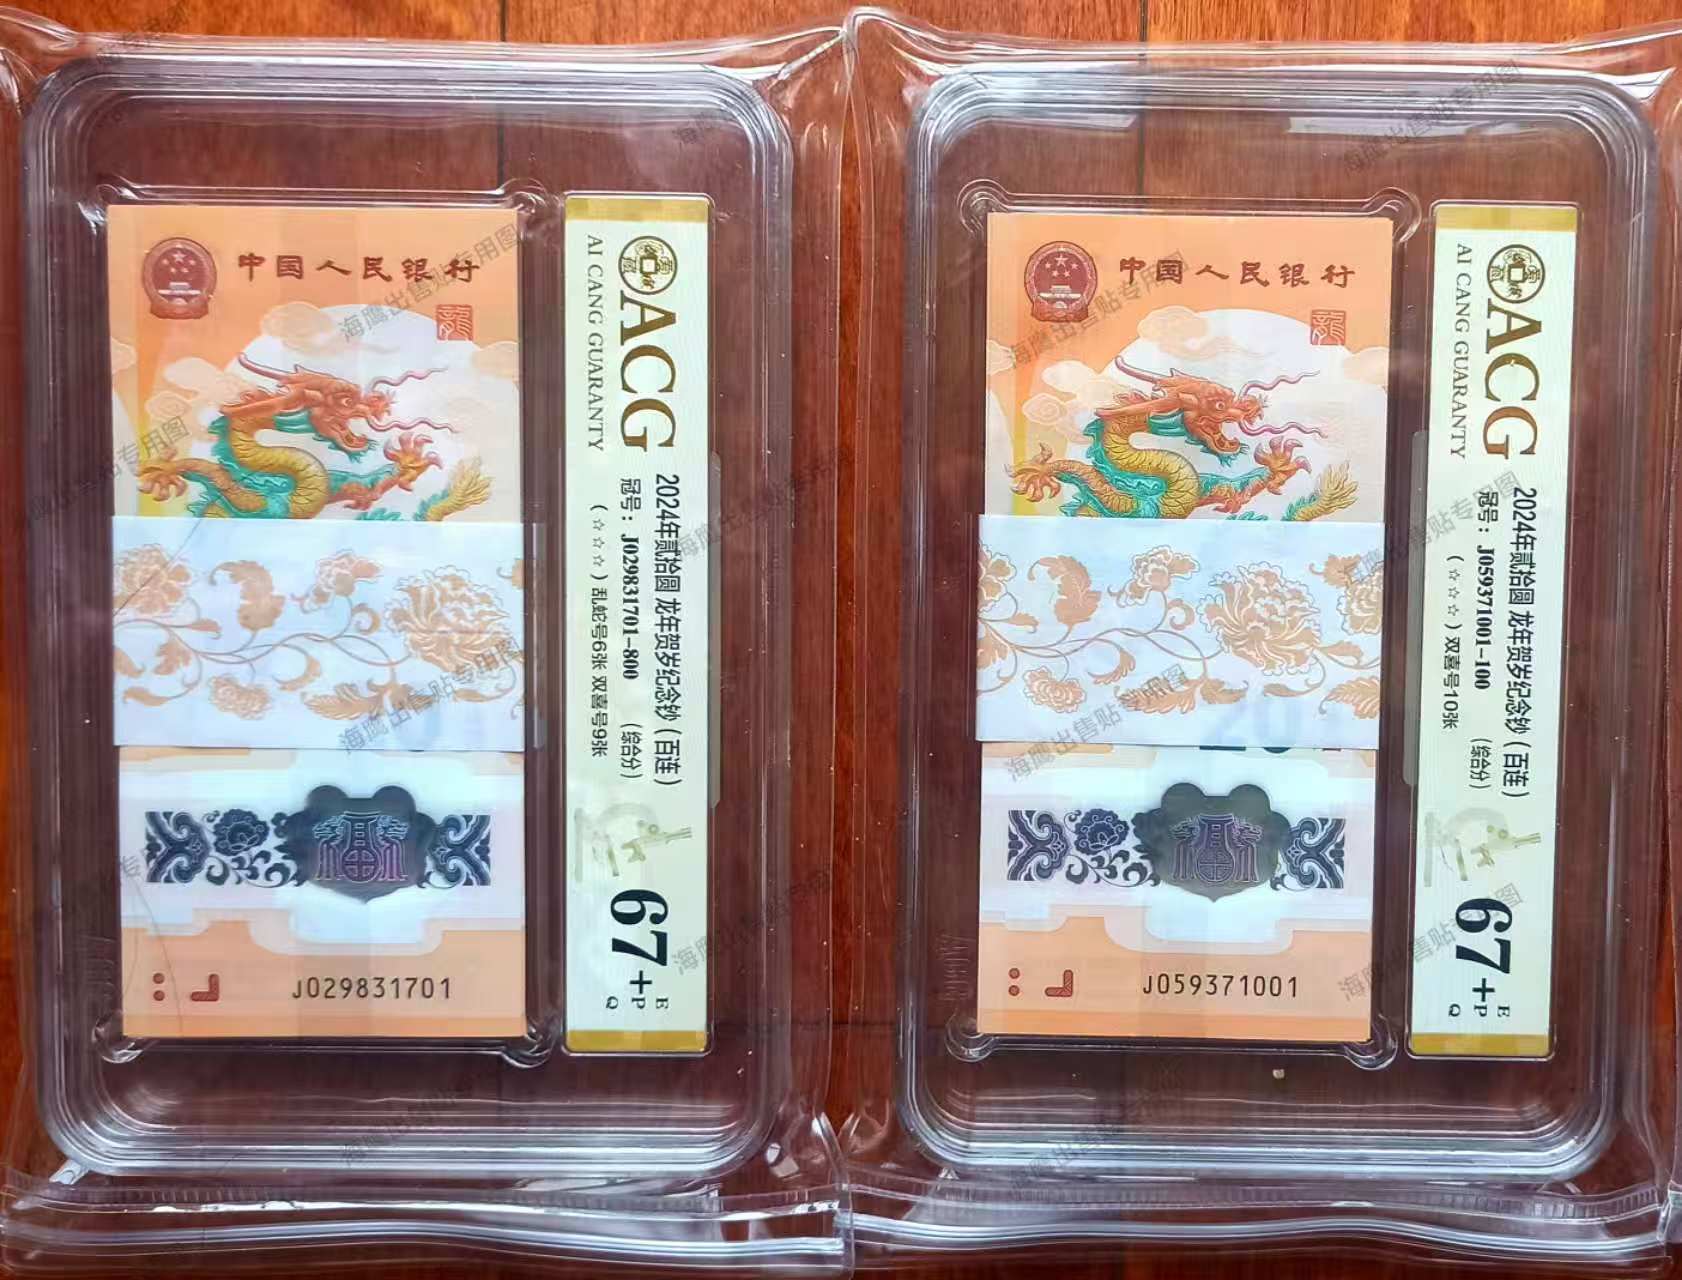 中国人民银行
龍
福
J029831701
ACG
AI CANG GUARANTY
2024年贰拾圆 龙年贺岁纪念钞（百连）
冠号：J029831701-800 （综合分）
（☆☆☆）乱蛇号6张 双喜号9张
67+
E
P
Q
中国人民银行
龍
福
J059371001
ACG
AI CANG GUARANTY
2024年贰拾圆 龙年贺岁纪念钞（百连）
冠号：J059371001-100 （综合分）
（☆☆☆）双喜号10张
67+
E
P
Q
海鹰出售贴专用图